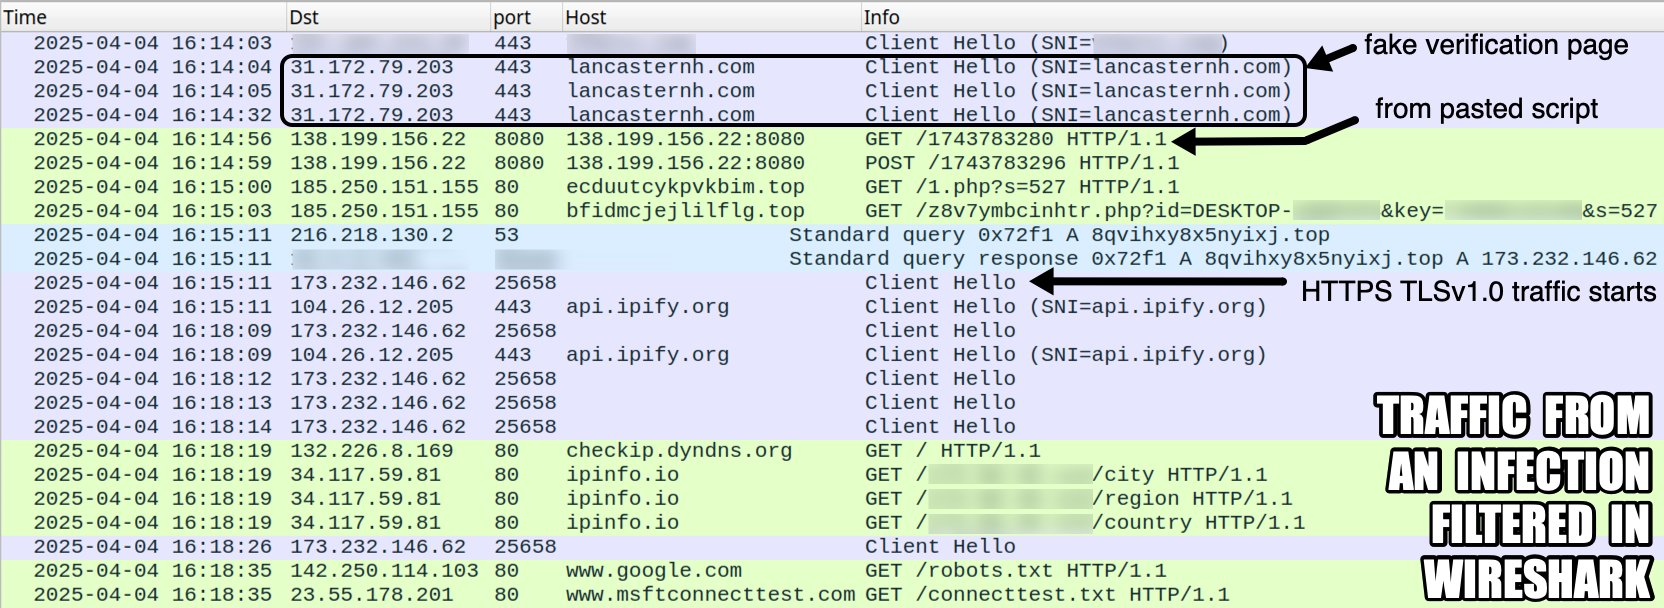 Time Dst port Host Info
2025-04-04 16:14:03 443 Client Hello (SNI= )
fake verification page
2025-04-04 16:14:04 31.172.79.203 443 lancasternh.com Client Hello (SNI=lancasternh.com)
2025-04-04 16:14:05 31.172.79.203 443 lancasternh.com Client Hello (SNI=lancasternh.com)
2025-04-04 16:14:32 31.172.79.203 443 lancasternh.com Client Hello (SNI=lancasternh.com)
from pasted script
2025-04-04 16:14:56 138.199.156.22 8080 138.199.156.22:8080 GET /1743783280 HTTP/1.1
2025-04-04 16:14:59 138.199.156.22 8080 138.199.156.22:8080 POST /1743783296 HTTP/1.1
2025-04-04 16:15:00 185.250.151.155 80 ecduutcykpvkbim.top GET /1.php?s=527 HTTP/1.1
2025-04-04 16:15:03 185.250.151.155 80 bfidmcjejlilflg.top GET /z8v7ymbcinhtr.php?id=DESKTOP- &key= &s=527
2025-04-04 16:15:11 216.218.130.2 53 Standard query 0x72f1 A 8qvihxy8x5nyixj.top
2025-04-04 16:15:11 Standard query response 0x72f1 A 8qvihxy8x5nyixj.top A 173.232.146.62
2025-04-04 16:15:11 173.232.146.62 25658 Client Hello
HTTPS TLSv1.0 traffic starts
2025-04-04 16:15:11 104.26.12.205 443 api.ipify.org Client Hello (SNI=api.ipify.org)
2025-04-04 16:18:09 173.232.146.62 25658 Client Hello
2025-04-04 16:18:09 104.26.12.205 443 api.ipify.org Client Hello (SNI=api.ipify.org)
2025-04-04 16:18:12 173.232.146.62 25658 Client Hello
2025-04-04 16:18:13 173.232.146.62 25658 Client Hello
2025-04-04 16:18:14 173.232.146.62 25658 Client Hello
2025-04-04 16:18:19 132.226.8.169 80 checkip.dyndns.org GET / HTTP/1.1
2025-04-04 16:18:19 34.117.59.81 80 ipinfo.io GET / /city HTTP/1.1
2025-04-04 16:18:19 34.117.59.81 80 ipinfo.io GET / /region HTTP/1.1
2025-04-04 16:18:19 34.117.59.81 80 ipinfo.io GET / /country HTTP/1.1
2025-04-04 16:18:26 173.232.146.62 25658 Client Hello
2025-04-04 16:18:35 142.250.114.103 80 www.google.com GET /robots.txt HTTP/1.1
2025-04-04 16:18:35 23.55.178.201 80 www.msftconnecttest.com GET /connecttest.txt HTTP/1.1
TRAFFIC FROM
AN INFECTION
FILTERED IN
WIRESHARK